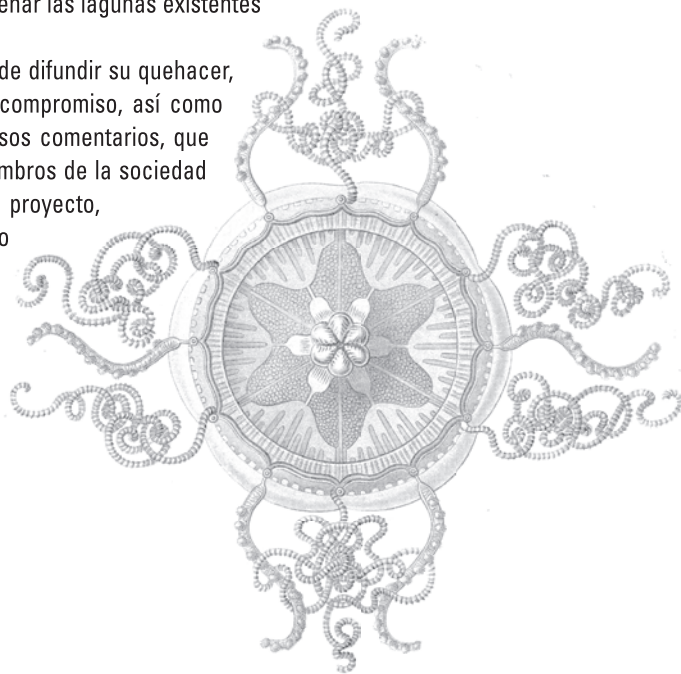 enar las lagunas existentes
de difundir su quehacer,
compromiso, así como
sos comentarios, que
mbros de la sociedad
proyecto,
o